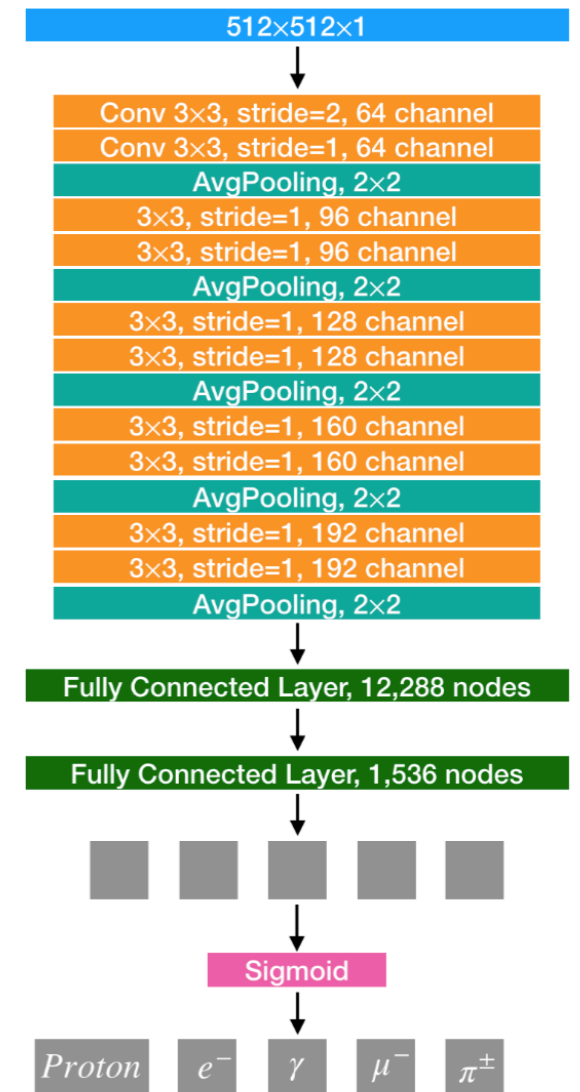 512×512×1
Conv 3×3, stride=2, 64 channel
Conv 3×3, stride=1, 64 channel
AvgPooling, 2×2
3×3, stride=1, 96 channel
3×3, stride=1, 96 channel
AvgPooling, 2×2
3×3, stride=1, 128 channel
3×3, stride=1, 128 channel
AvgPooling, 2×2
3×3, stride=1, 160 channel
3×3, stride=1, 160 channel
AvgPooling, 2×2
3×3, stride=1, 192 channel
3×3, stride=1, 192 channel
AvgPooling, 2×2
Fully Connected Layer, 12,288 nodes
Fully Connected Layer, 1,536 nodes
Sigmoid
Proton e⁻ γ μ⁻ π±